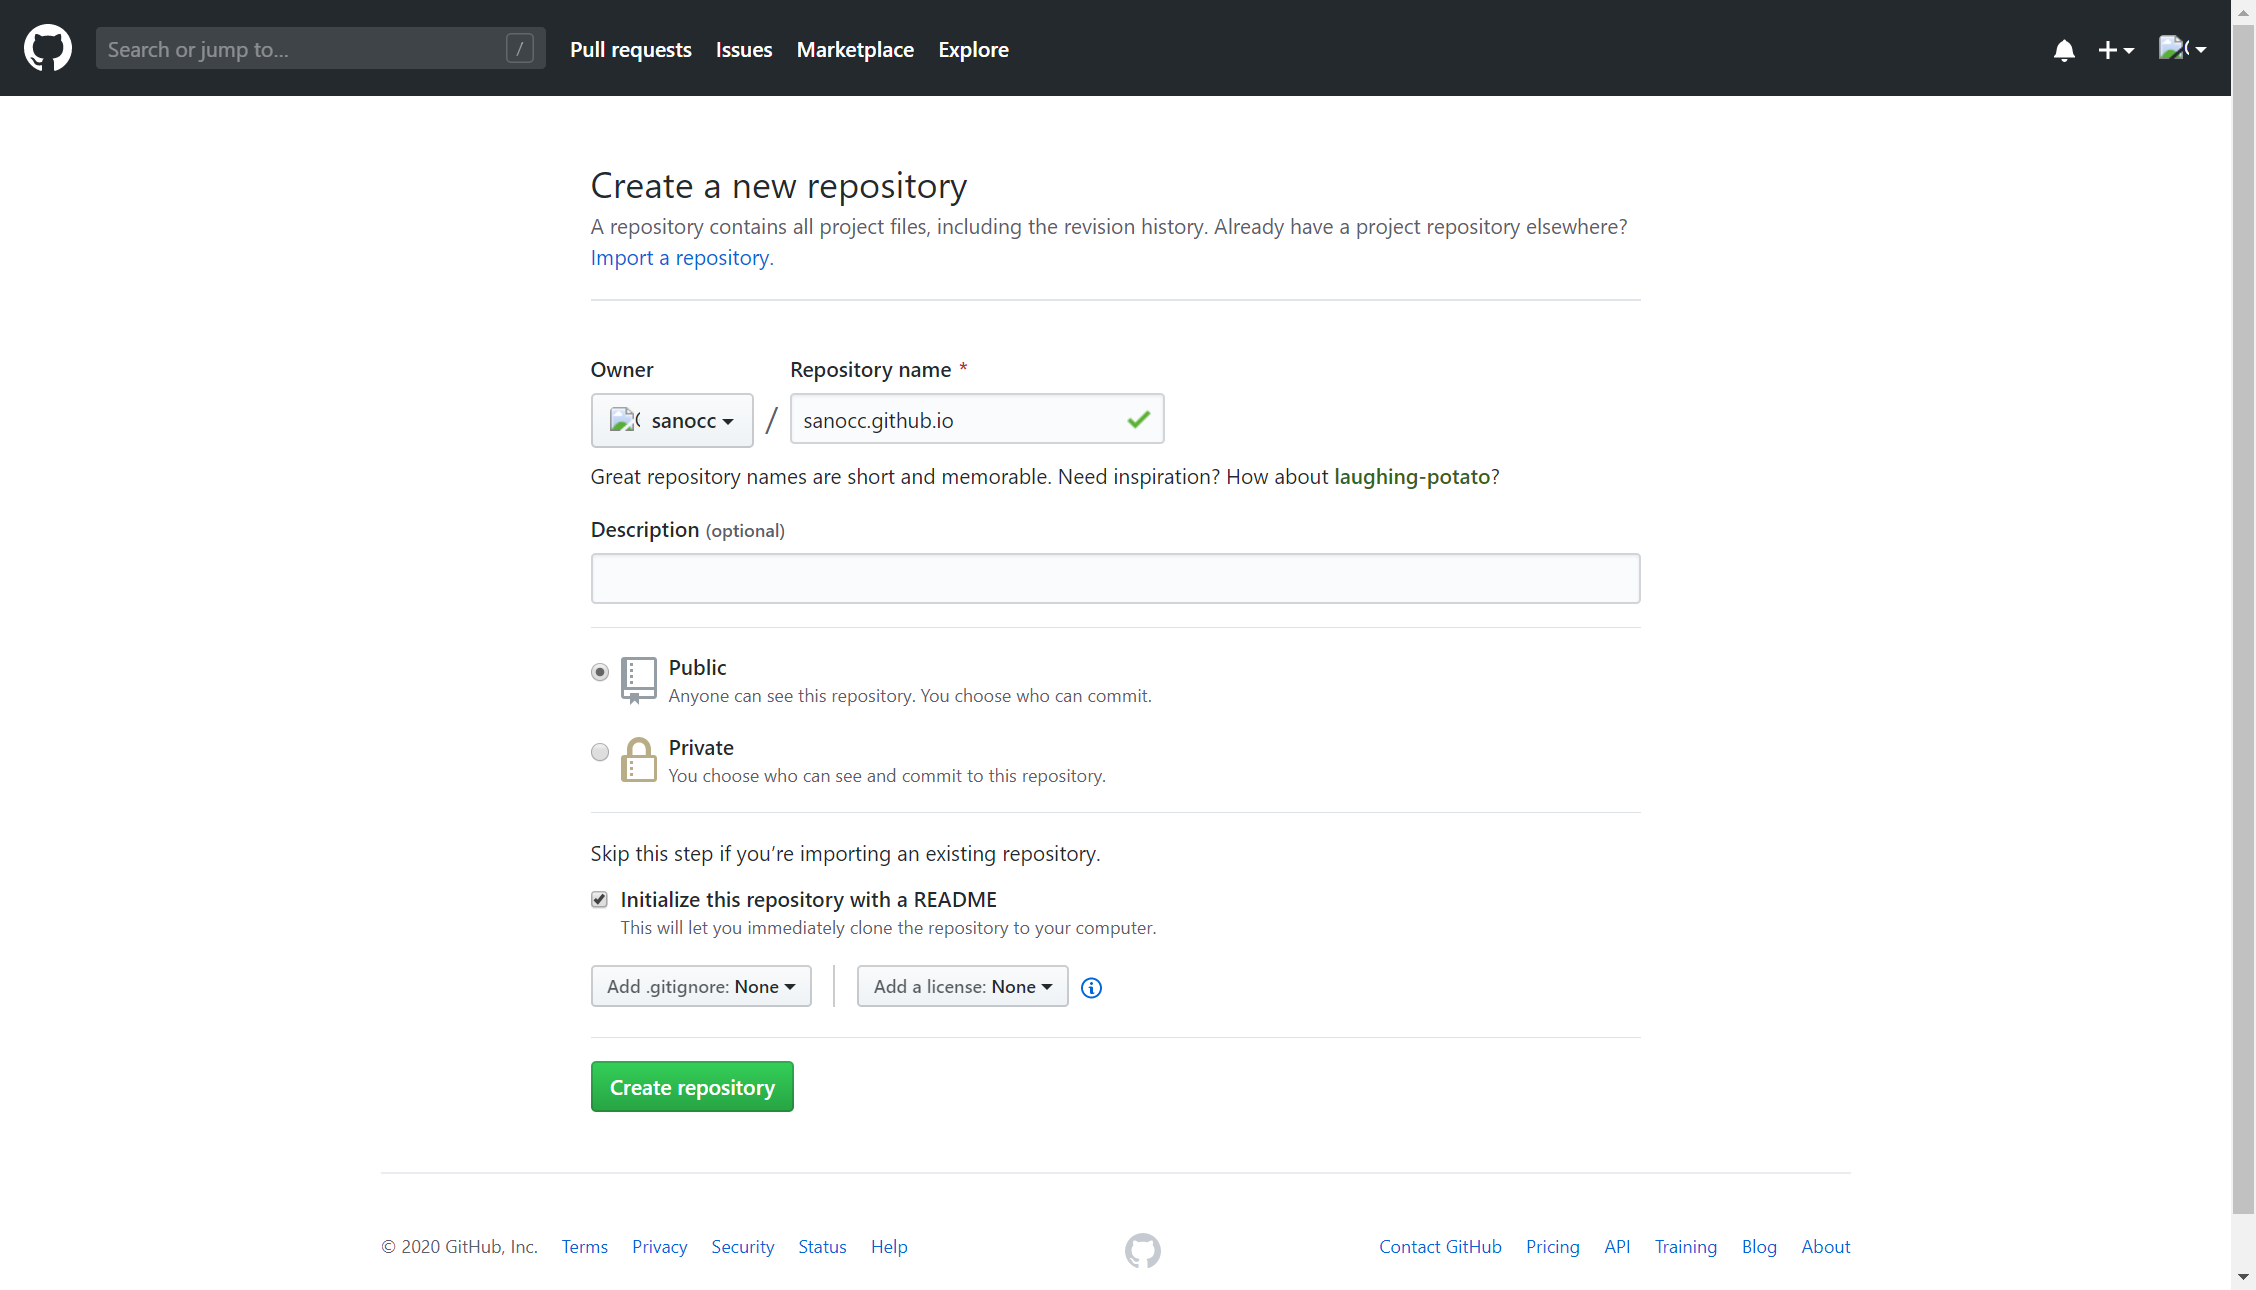 Search or jump to... /
Pull requests Issues Marketplace Explore
Create a new repository
A repository contains all project files, including the revision history. Already have a project repository elsewhere?
Import a repository.
Owner Repository name *
sanocc / sanocc.github.io
Great repository names are short and memorable. Need inspiration? How about laughing-potato?
Description (optional)
Public
Anyone can see this repository. You choose who can commit.
Private
You choose who can see and commit to this repository.
Skip this step if you’re importing an existing repository.
Initialize this repository with a README
This will let you immediately clone the repository to your computer.
Add .gitignore: None Add a license: None
Create repository
© 2020 GitHub, Inc. Terms Privacy Security Status Help Contact GitHub Pricing API Training Blog About